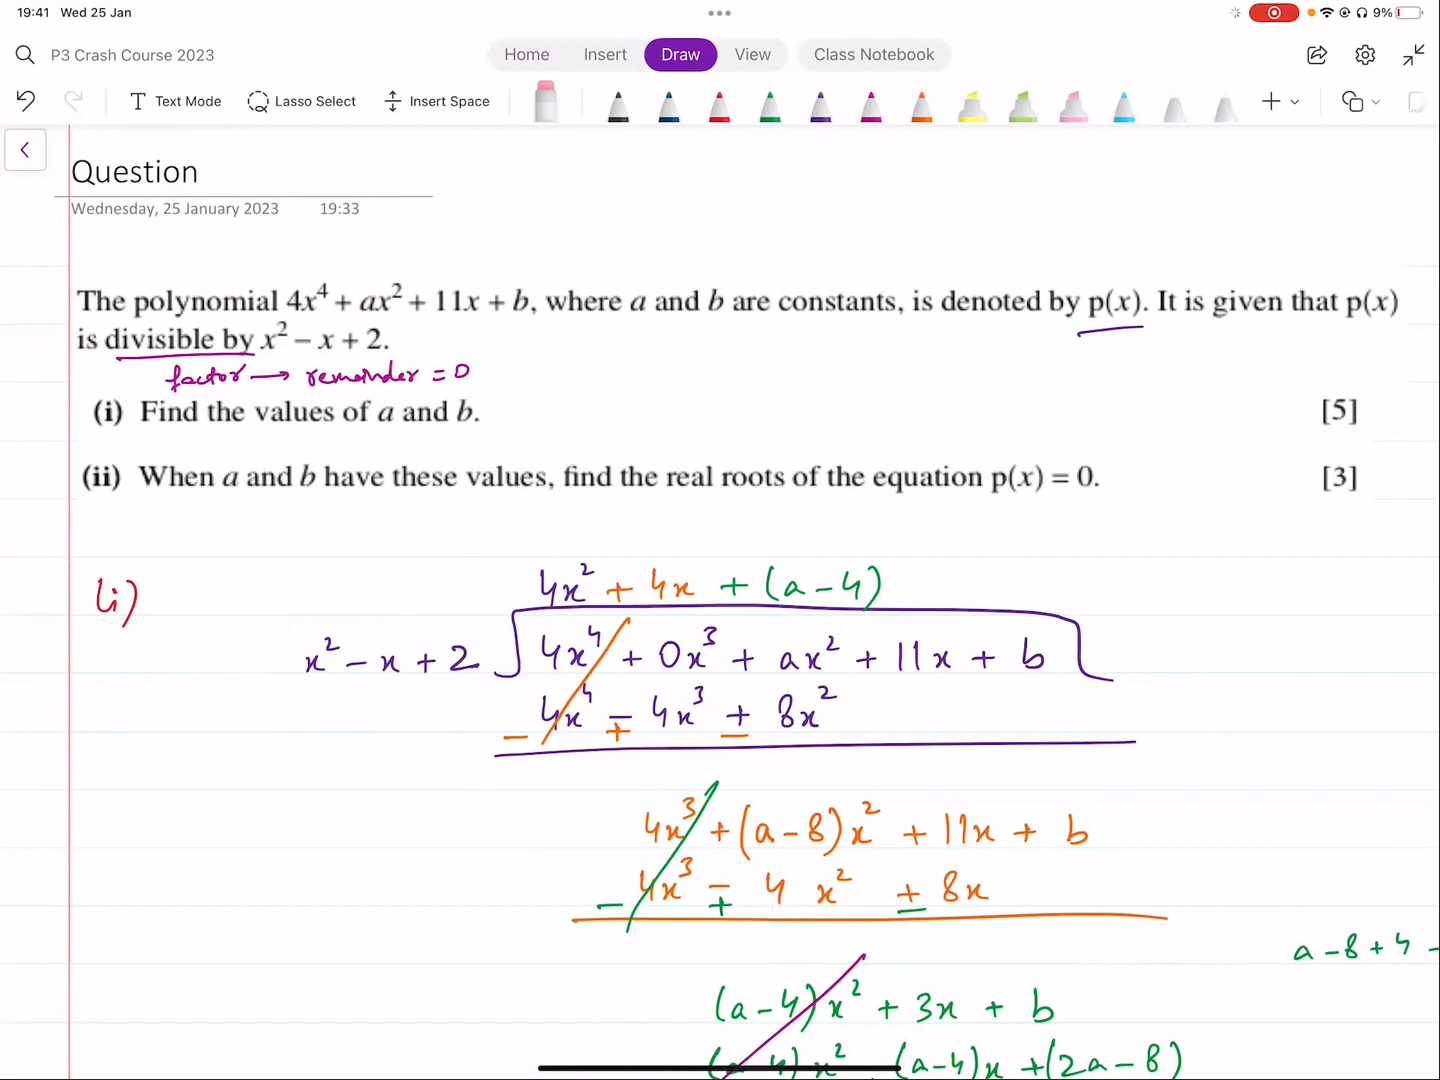 19:41 Wed 25 Jan
9%
P3 Crash Course 2023
Home Insert Draw View Class Notebook
Text Mode Lasso Select Insert Space
Question
Wednesday, 25 January 2023 19:33
The polynomial 4x⁴ + ax² + 11x + b, where a and b are constants, is denoted by p(x). It is given that p(x)
is divisible by x² − x + 2.
factor → remainder = 0
(i) Find the values of a and b. [5]
(ii) When a and b have these values, find the real roots of the equation p(x) = 0. [3]
(i)
4x² + 4x + (a−4)
x² − x + 2 4x⁴ + 0x³ + ax² + 11x + b
4x⁴ − 4x³ + 8x²
− + −
4x³ + (a−8)x² + 11x + b
4x³ − 4x² + 8x
− + −
a − 8 + 4 −
(a−4)x² + 3x + b
(a−4)x² (a−4)x + (2a−8)